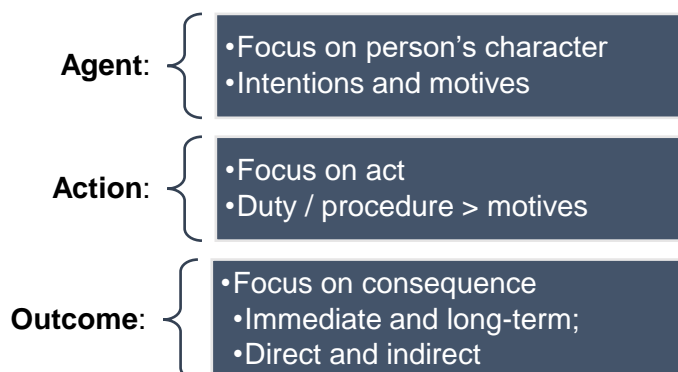 Agent:
•Focus on person’s character
•Intentions and motives
Action:
•Focus on act
•Duty / procedure > motives
Outcome:
•Focus on consequence
•Immediate and long-term;
•Direct and indirect